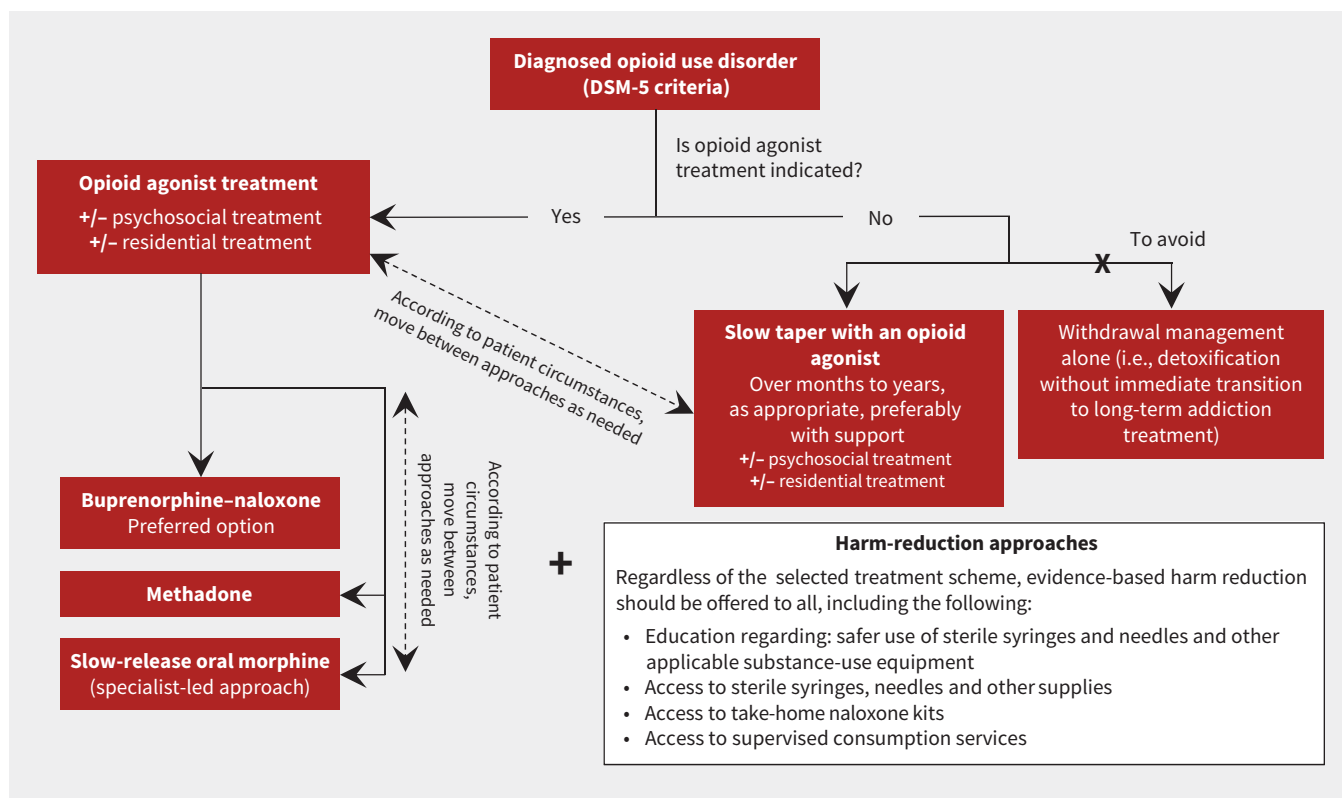 Diagnosed opioid use disorder
(DSM-5 criteria)
Is opioid agonist
treatment indicated?
Opioid agonist treatment
+/– psychosocial treatment
+/– residential treatment
Yes
No
To avoid
X
According to patient circumstances,
move between approaches as needed
Slow taper with an opioid
agonist
Over months to years,
as appropriate, preferably
with support
+/– psychosocial treatment
+/– residential treatment
Withdrawal management
alone (i.e., detoxification
without immediate transition
to long-term addiction
treatment)
Buprenorphine–naloxone
Preferred option
Methadone
Slow-release oral morphine
(specialist-led approach)
According to patient
circumstances,
move between
approaches as needed
+
Harm-reduction approaches
Regardless of the selected treatment scheme, evidence-based harm reduction
should be offered to all, including the following:
• Education regarding: safer use of sterile syringes and needles and other
applicable substance-use equipment
• Access to sterile syringes, needles and other supplies
• Access to take-home naloxone kits
• Access to supervised consumption services